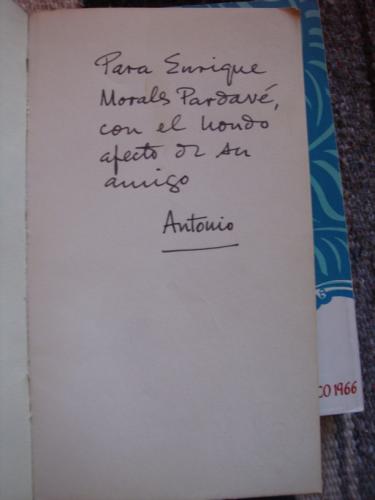 Para Enrique
Morales Pardavé,
con el hondo
afecto de su
amigo
Antonio
CO 1966